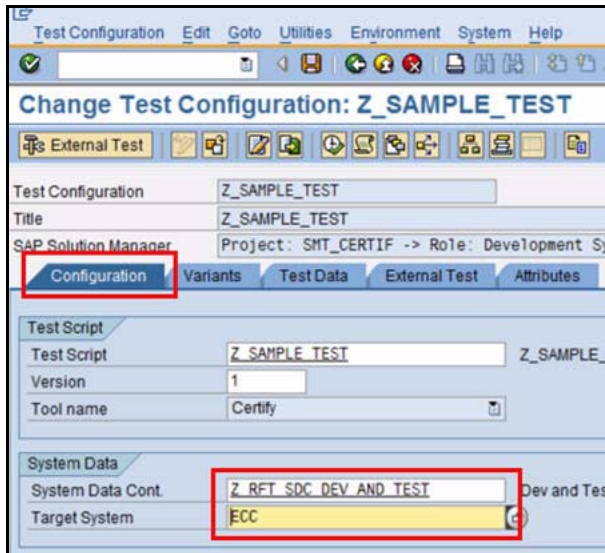 Test Configuration Edit Goto Utilities Environment System Help
Change Test Configuration: Z_SAMPLE_TEST
External Test
Test Configuration Z_SAMPLE_TEST
Title Z_SAMPLE_TEST
SAP Solution Manager Project: SMT_CERTIF -> Role: Development Sy
Configuration Variants Test Data External Test Attributes
Test Script
Test Script Z_SAMPLE_TEST Z_SAMPLE_
Version 1
Tool name Certify
System Data
System Data Cont. Z_RFT_SDC_DEV_AND_TEST Dev and Tes
Target System ECC